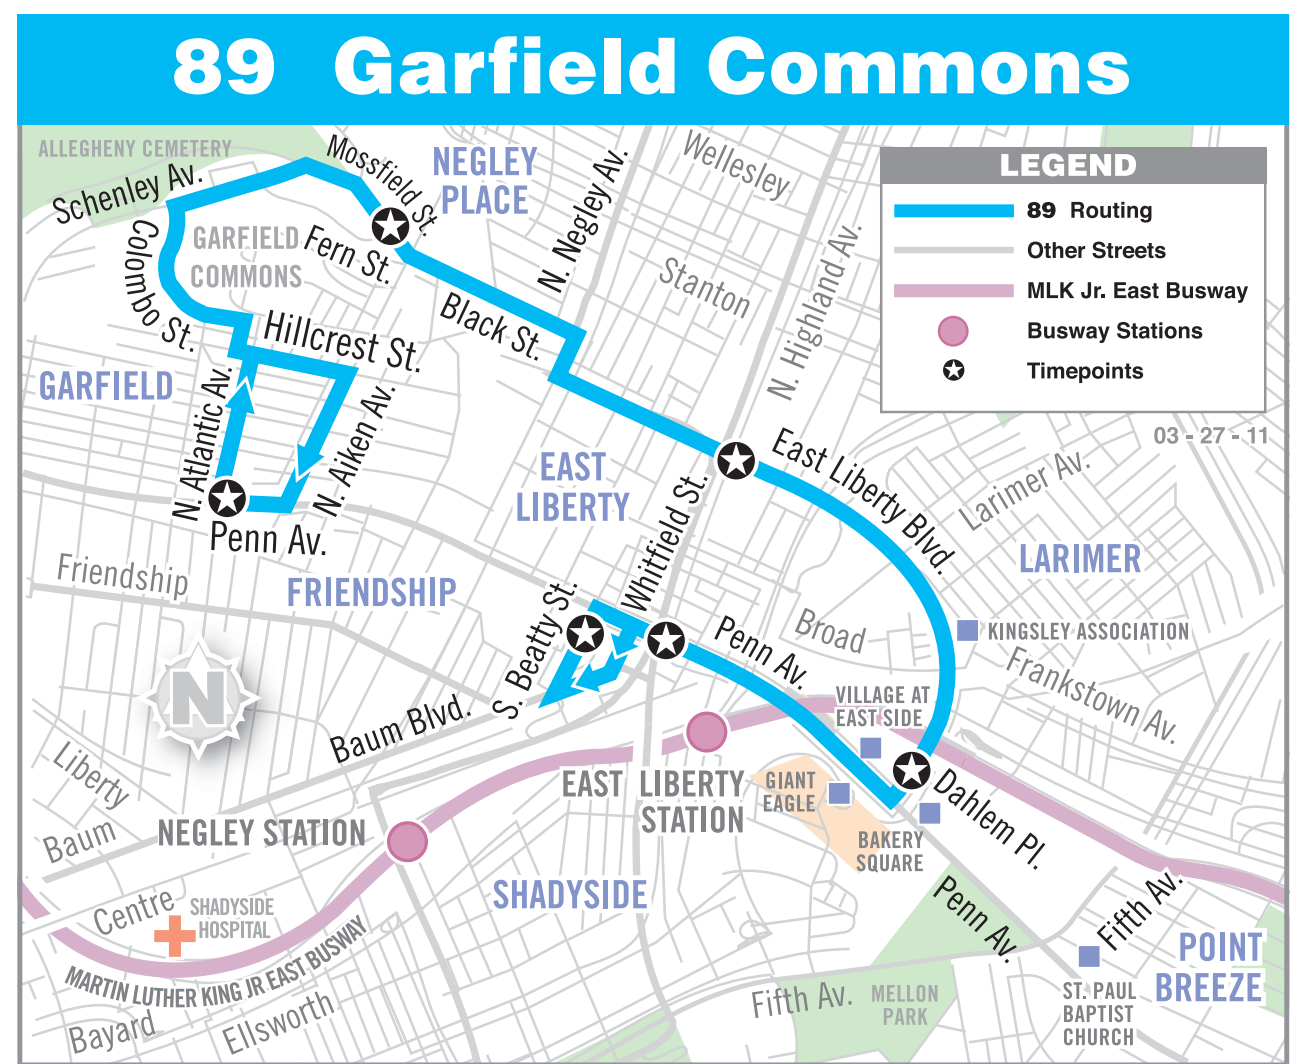 89 Garfield Commons
ALLEGHENY CEMETERY
Schenley Av.
Mossfield St.
NEGLEY
PLACE
N. Negley Av.
Wellesley
LEGEND
89 Routing
Other Streets
MLK Jr. East Busway
Busway Stations
Timepoints
03 - 27 - 11
Colombo St.
GARFIELD
COMMONS
Fern St.
Stanton
N. Highland Av.
Black St.
Hillcrest St.
GARFIELD
N. Atlantic Av.
N. Aiken Av.
Penn Av.
EAST
LIBERTY
Whitfield St.
East Liberty Blvd.
Larimer Av.
LARIMER
Friendship
FRIENDSHIP
S. Beatty St.
Penn Av.
Broad
KINGSLEY ASSOCIATION
Frankstown Av.
N
Baum Blvd.
VILLAGE AT
EAST SIDE
Liberty
Baum
NEGLEY STATION
EAST LIBERTY
STATION
GIANT
EAGLE
BAKERY
SQUARE
Dahlem Pl.
SHADYSIDE
Centre
SHADYSIDE
HOSPITAL
MARTIN LUTHER KING JR EAST BUSWAY
Bayard
Ellsworth
Penn Av.
Fifth Av.
POINT
BREEZE
Fifth Av.
MELLON
PARK
ST. PAUL
BAPTIST
CHURCH